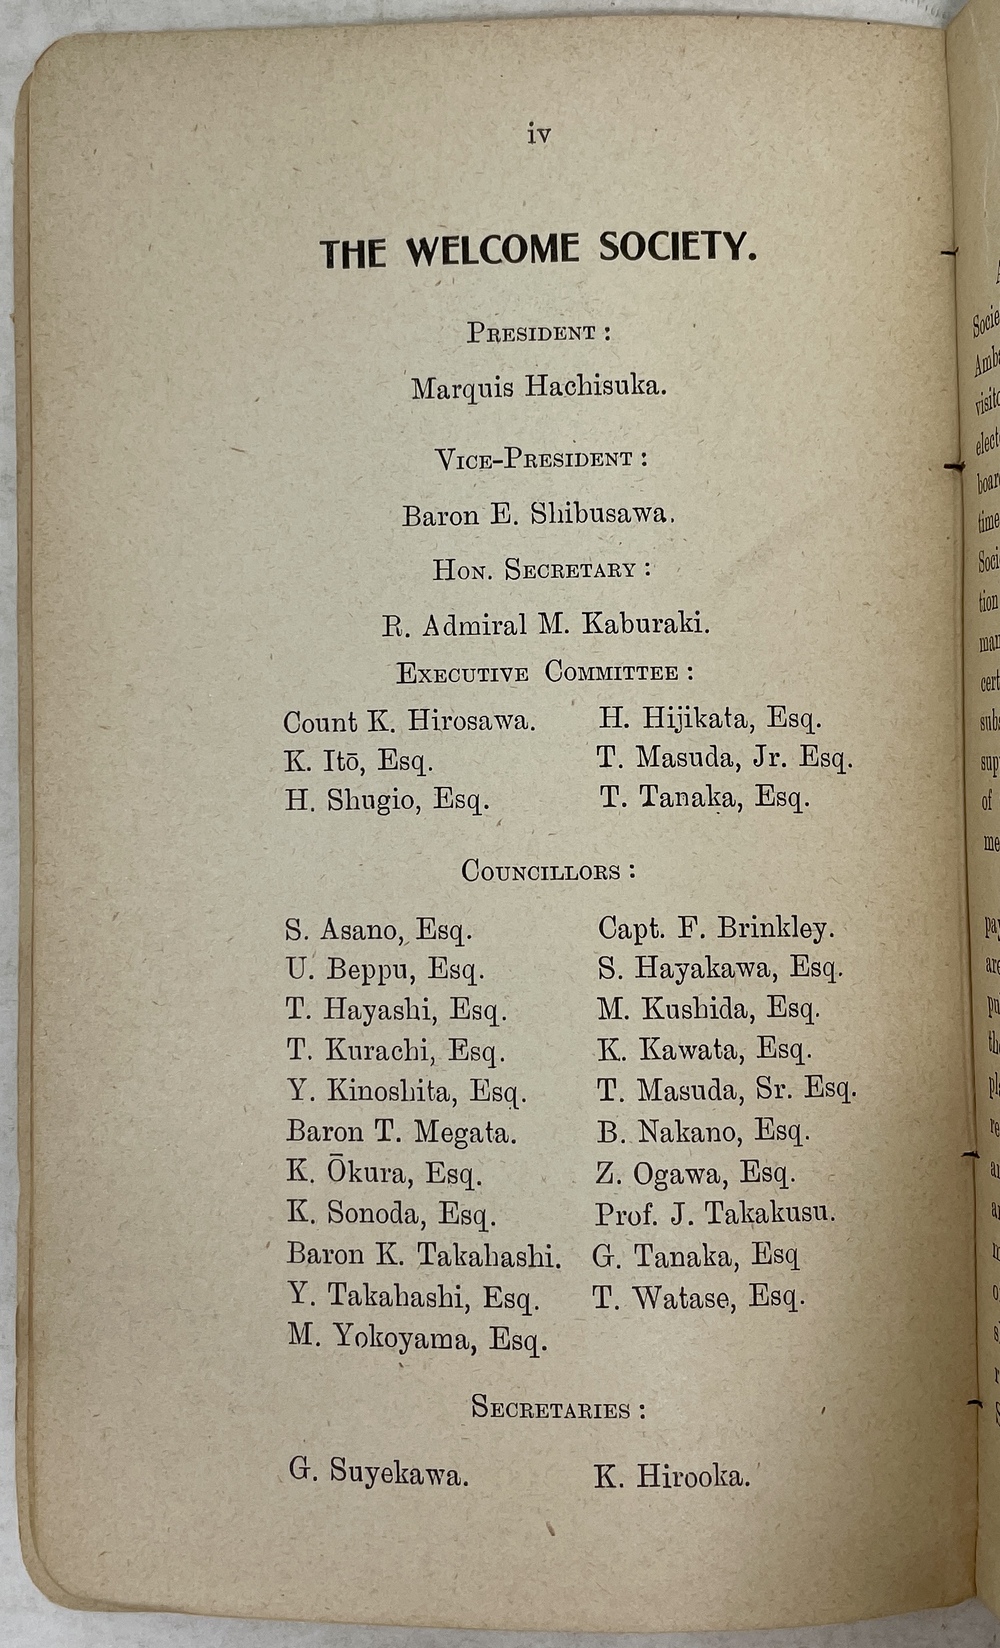 iv
THE WELCOME SOCIETY.
PRESIDENT :
Marquis Hachisuka.
VICE-PRESIDENT :
Baron E. Shibusawa.
HON. SECRETARY :
R. Admiral M. Kaburaki.
EXECUTIVE COMMITTEE :
Count K. Hirosawa. H. Hijikata, Esq.
K. Itō, Esq. T. Masuda, Jr. Esq.
H. Shugio, Esq. T. Tanaka, Esq.
COUNCILLORS :
S. Asano, Esq. Capt. F. Brinkley.
U. Beppu, Esq. S. Hayakawa, Esq.
T. Hayashi, Esq. M. Kushida, Esq.
T. Kurachi, Esq. K. Kawata, Esq.
Y. Kinoshita, Esq. T. Masuda, Sr. Esq.
Baron T. Megata. B. Nakano, Esq.
K. Ōkura, Esq. Z. Ogawa, Esq.
K. Sonoda, Esq. Prof. J. Takakusu.
Baron K. Takahashi. G. Tanaka, Esq
Y. Takahashi, Esq. T. Watase, Esq.
M. Yokoyama, Esq.
SECRETARIES :
G. Suyekawa. K. Hirooka.